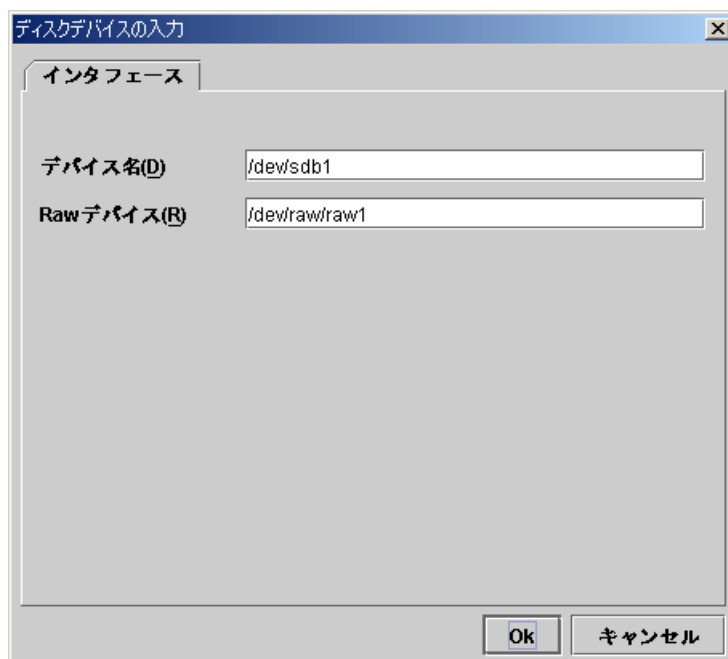 ディスクデバイスの入力
インタフェース
デバイス名(D) /dev/sdb1
Rawデバイス(R) /dev/raw/raw1
Ok キャンセル